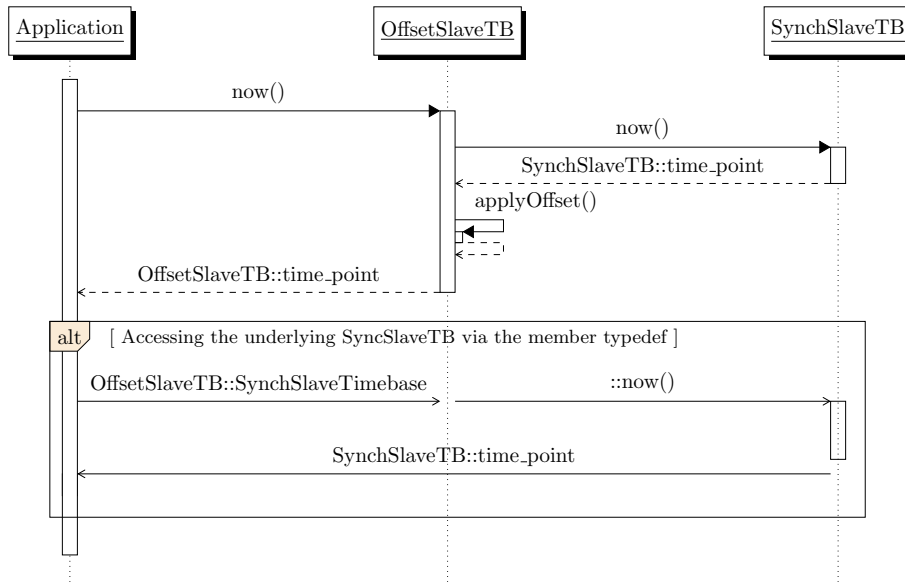 Application
OffsetSlaveTB
SynchSlaveTB
now()
now()
SynchSlaveTB::time_point
applyOffset()
OffsetSlaveTB::time_point
alt [ Accessing the underlying SyncSlaveTB via the member typedef ]
OffsetSlaveTB::SynchSlaveTimebase
::now()
SynchSlaveTB::time_point